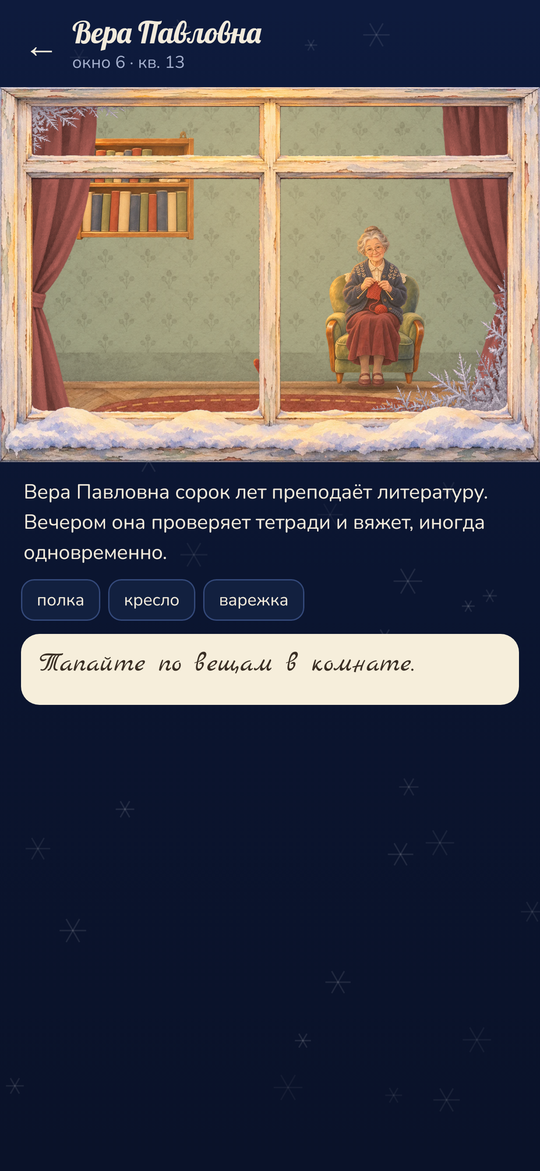 Вера Павловна
окно 6 · кв. 13
Вера Павловна сорок лет преподаёт литературу.
Вечером она проверяет тетради и вяжет, иногда
одновременно.
полка
кресло
варежка
Тапайте по вещам в комнате.